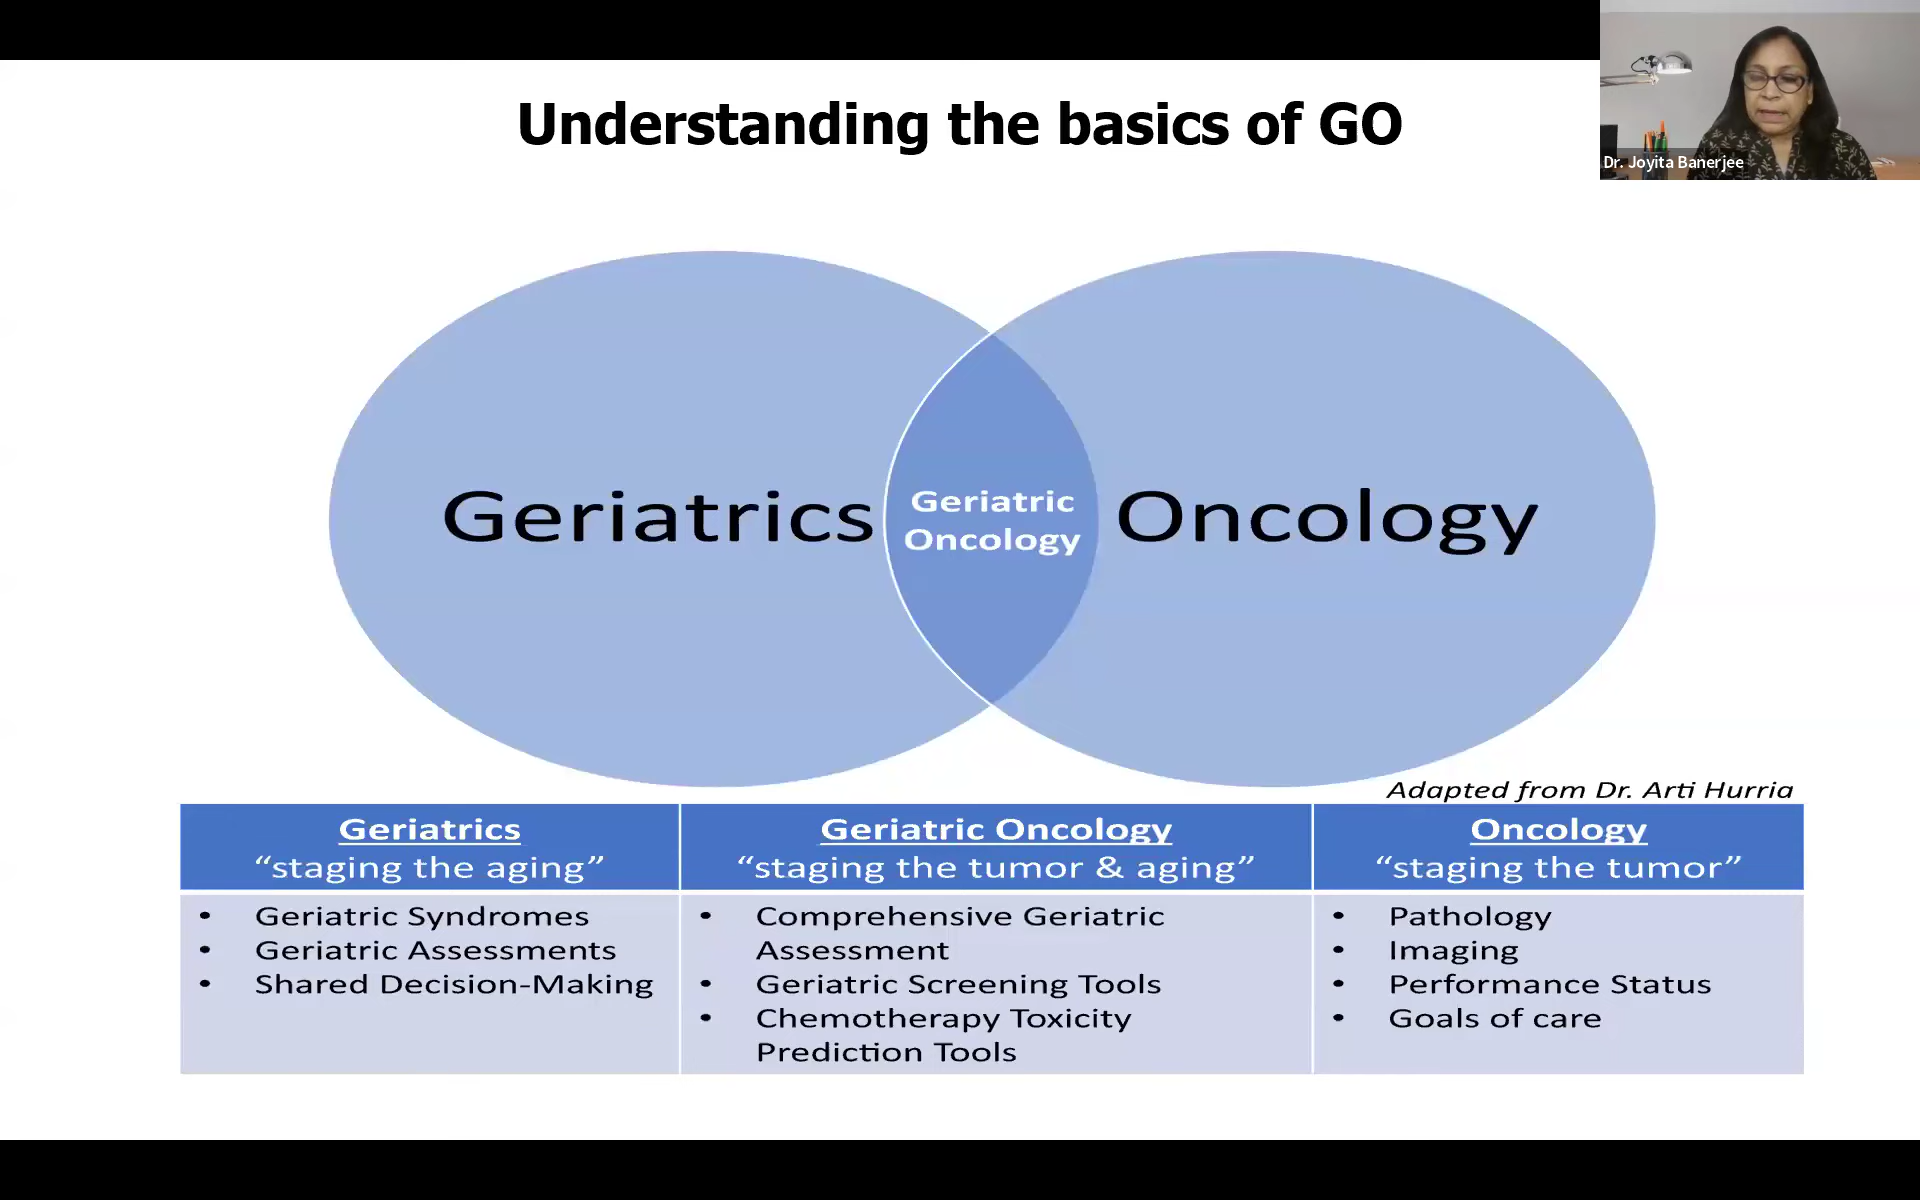 Understanding the basics of GO
Dr. Joyita Banerjee
Geriatrics
Geriatric
Oncology
Oncology
Adapted from Dr. Arti Hurria
Geriatrics
“staging the aging”
• Geriatric Syndromes
• Geriatric Assessments
• Shared Decision-Making
Geriatric Oncology
“staging the tumor & aging”
• Comprehensive Geriatric
Assessment
• Geriatric Screening Tools
• Chemotherapy Toxicity
Prediction Tools
Oncology
“staging the tumor”
• Pathology
• Imaging
• Performance Status
• Goals of care